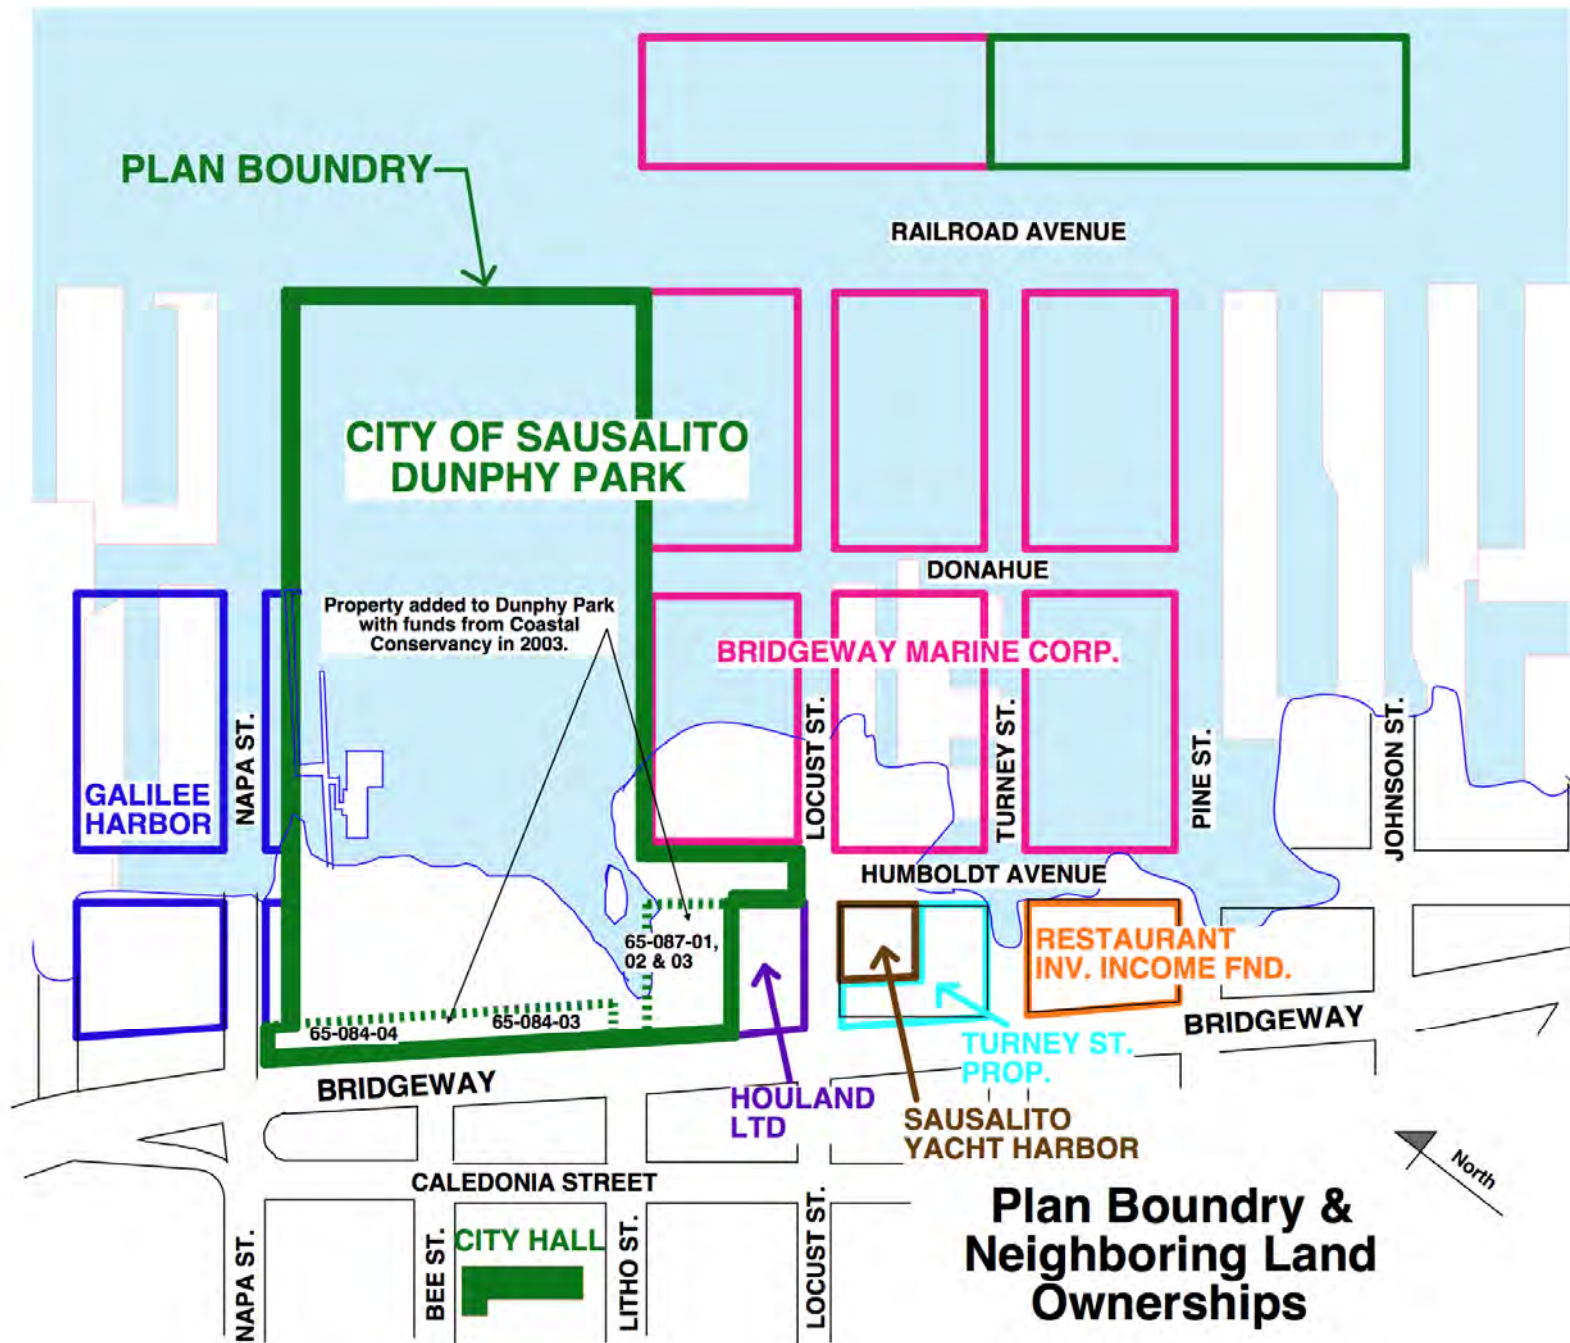 PLAN BOUNDRY
RAILROAD AVENUE
CITY OF SAUSALITO
DUNPHY PARK
DONAHUE
Property added to Dunphy Park
with funds from Coastal
Conservancy in 2003.
BRIDGEWAY MARINE CORP.
NAPA ST.
LOCUST ST.
TURNEY ST.
PINE ST.
JOHNSON ST.
GALILEE
HARBOR
HUMBOLDT AVENUE
65-087-01,
02 & 03
RESTAURANT
INV. INCOME FND.
65-084-04
65-084-03
BRIDGEWAY
TURNEY ST.
PROP.
BRIDGEWAY
HOULAND
LTD
SAUSALITO
YACHT HARBOR
North
CALEDONIA STREET
Plan Boundry &
Neighboring Land
Ownerships
NAPA ST.
BEE ST.
CITY HALL
LITHO ST.
LOCUST ST.